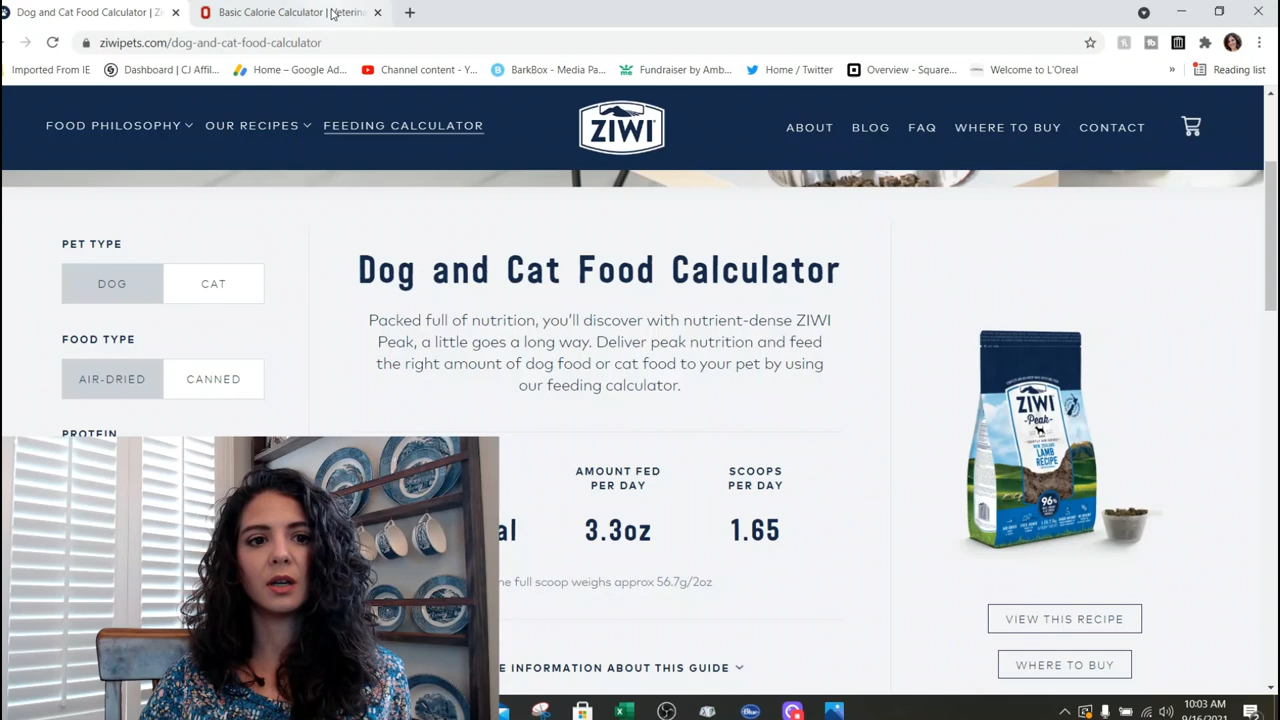 Dog and Cat Food Calculator | Zi
Basic Calorie Calculator | Veterin
ziwipets.com/dog-and-cat-food-calculator
Imported From IE
Dashboard | CJ Affil...
Home – Google Ad...
Channel content - Y...
BarkBox - Media Pa...
Fundraiser by Amb...
Home / Twitter
Overview - Square...
Welcome to L'Oreal
»
Reading list
FOOD PHILOSOPHY
OUR RECIPES
FEEDING CALCULATOR
ZIWI
ABOUT
BLOG
FAQ
WHERE TO BUY
CONTACT
PET TYPE
DOG
CAT
FOOD TYPE
AIR-DRIED
CANNED
PROTEIN
Dog and Cat Food Calculator
Packed full of nutrition, you'll discover with nutrient-dense ZIWI
Peak, a little goes a long way. Deliver peak nutrition and feed
the right amount of dog food or cat food to your pet by using
our feeding calculator.
AMOUNT FED
PER DAY
SCOOPS
PER DAY
al
3.3oz
1.65
ne full scoop weighs approx 56.7g/2oz
E INFORMATION ABOUT THIS GUIDE
ZIWI
Peak
NEW ZEALAND
LAMB
RECIPE
96%
VIEW THIS RECIPE
WHERE TO BUY
Blue
10:03 AM
9/16/2021